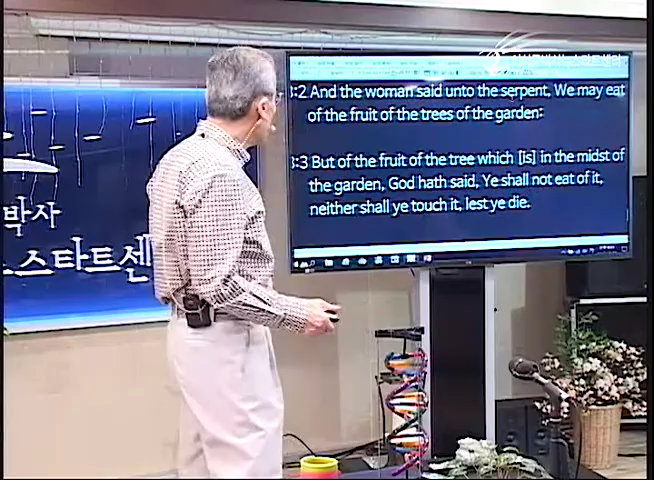 3:2 And the woman said unto the serpent, We may eat
of the fruit of the trees of the garden:
3:3 But of the fruit of the tree which [is] in the midst of
the garden, God hath said, Ye shall not eat of it,
neither shall ye touch it, lest ye die.
박사
스타트센